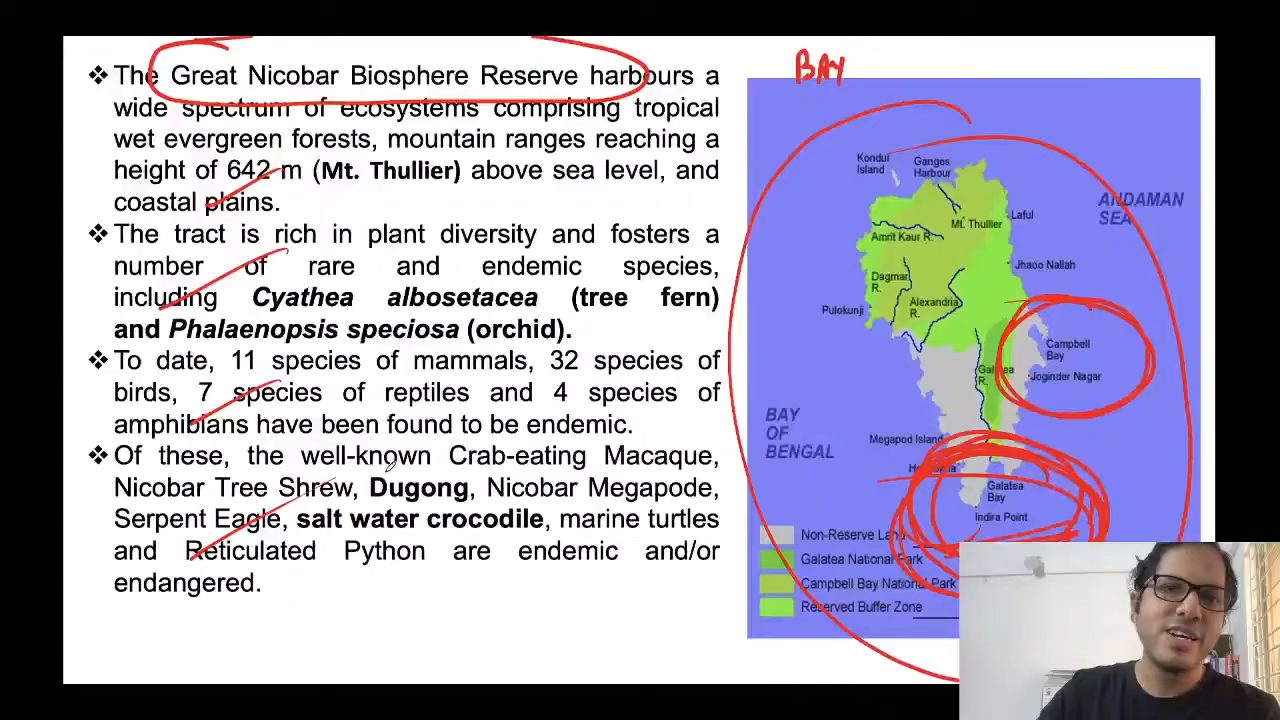 ❖ The Great Nicobar Biosphere Reserve harbours a
wide spectrum of ecosystems comprising tropical
wet evergreen forests, mountain ranges reaching a
height of 642 m (Mt. Thullier) above sea level, and
coastal plains.
❖ The tract is rich in plant diversity and fosters a
number of rare and endemic species,
including Cyathea albosetacea (tree fern)
and Phalaenopsis speciosa (orchid).
❖ To date, 11 species of mammals, 32 species of
birds, 7 species of reptiles and 4 species of
amphibians have been found to be endemic.
❖ Of these, the well-known Crab-eating Macaque,
Nicobar Tree Shrew, Dugong, Nicobar Megapode,
Serpent Eagle, salt water crocodile, marine turtles
and Reticulated Python are endemic and/or
endangered.
BAY
Kondul
Island
Ganges
Harbour
ANDAMAN
SEA
Laful
Mt. Thullier
Amrit Kaur R.
Jhaoo Nallah
Dagmar
R.
Alexandria
R.
Pulokunji
Campbell
Bay
Galatea
R.
Joginder Nagar
BAY
OF
BENGAL
Megapod Island
Galatea
Bay
Indira Point
Non-Reserve Land
Galatea National Park
Campbell Bay National Park
Reserved Buffer Zone